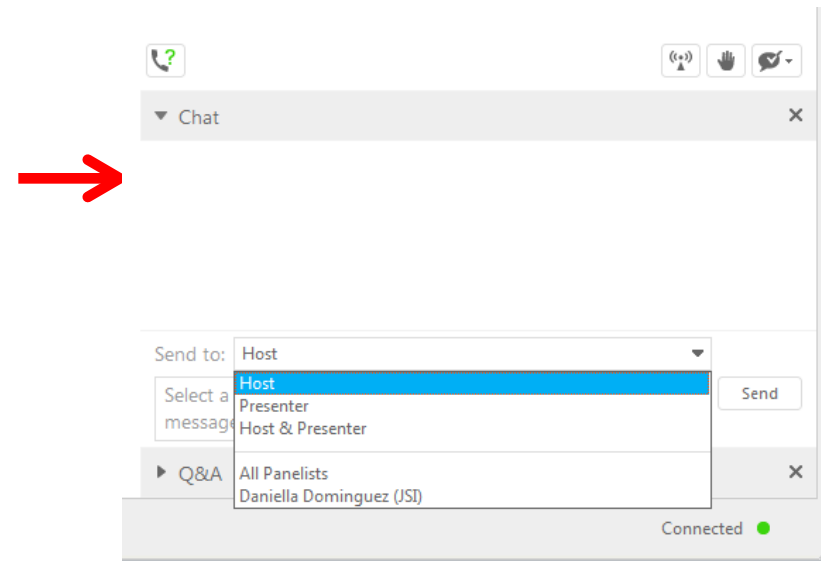 Chat
Send to: Host
Select a
message
Send
Host
Presenter
Host & Presenter
All Panelists
Daniella Dominguez (JSI)
Q&A
Connected